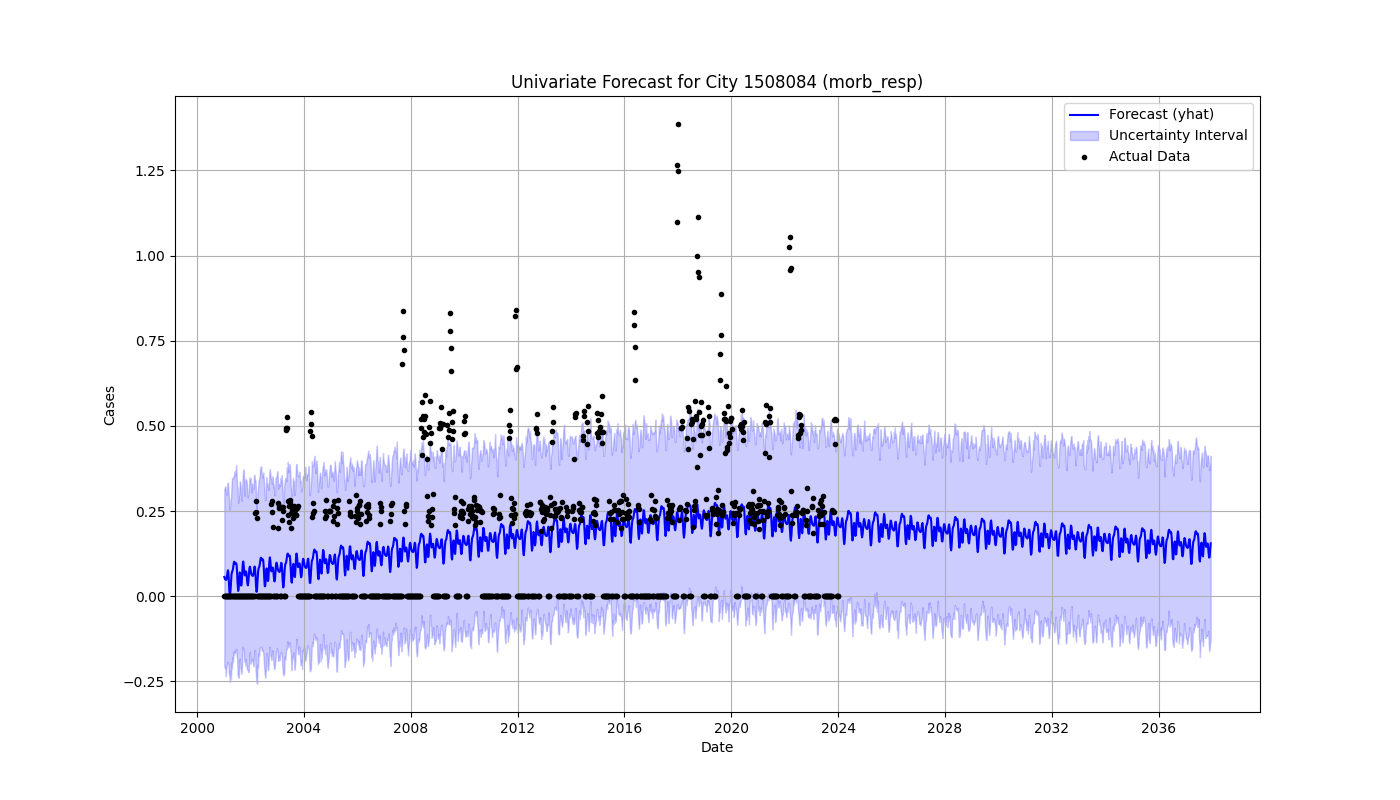 Univariate Forecast for City 1508084 (morb_resp)
Forecast (yhat)
Uncertainty Interval
Actual Data
Cases
1.25
1.00
0.75
0.50
0.25
0.00
−0.25
2000 2004 2008 2012 2016 2020 2024 2028 2032 2036
Date